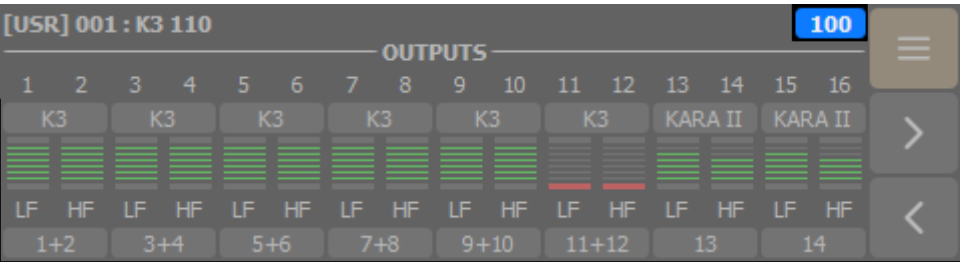 [USR] 001 : K3 110 100
OUTPUTS
1 2 3 4 5 6 7 8 9 10 11 12 13 14 15 16
K3 K3 K3 K3 K3 K3 KARA II KARA II
LF HF LF HF LF HF LF HF LF HF LF HF LF HF LF HF
1+2 3+4 5+6 7+8 9+10 11+12 13 14